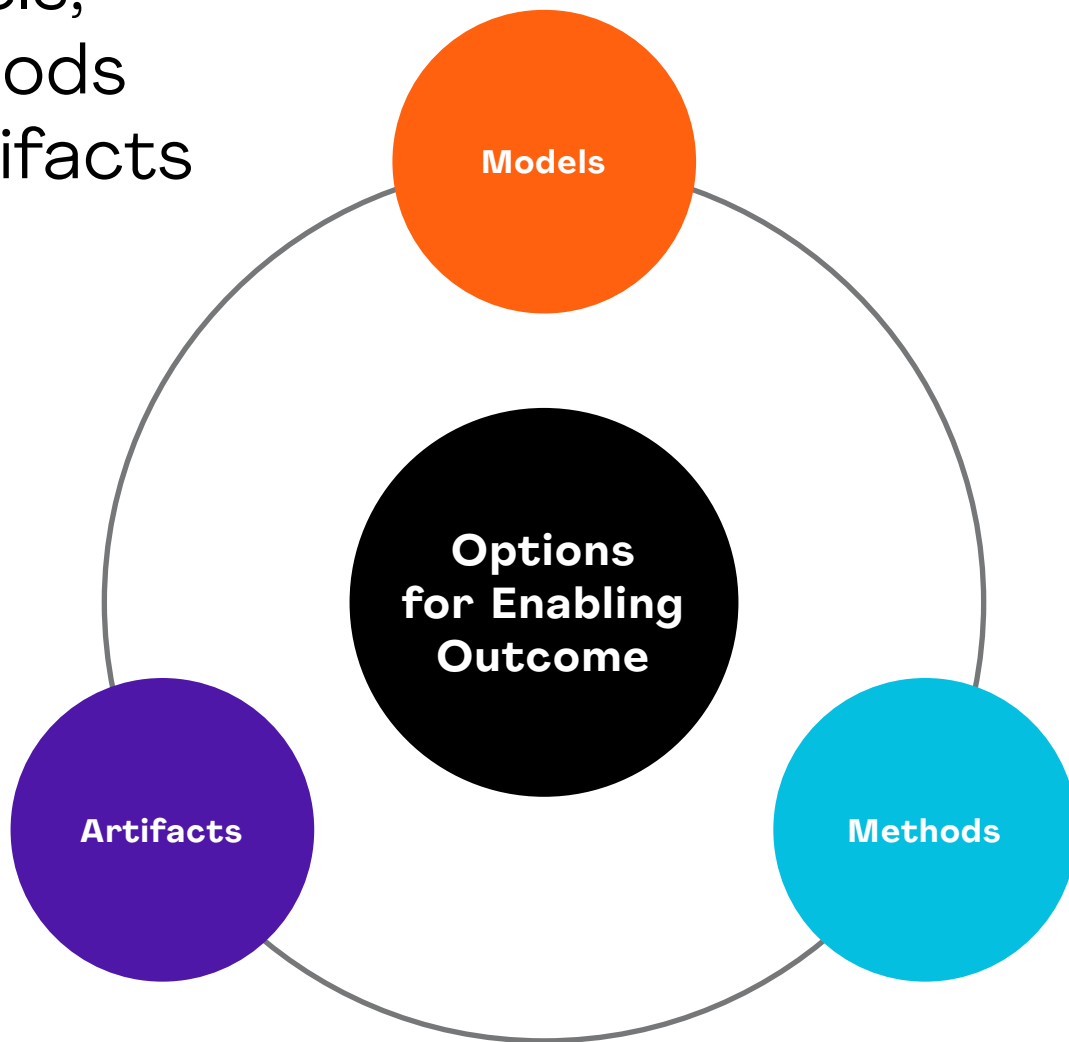 ods
ifacts
Models
Options
for Enabling
Outcome
Artifacts
Methods